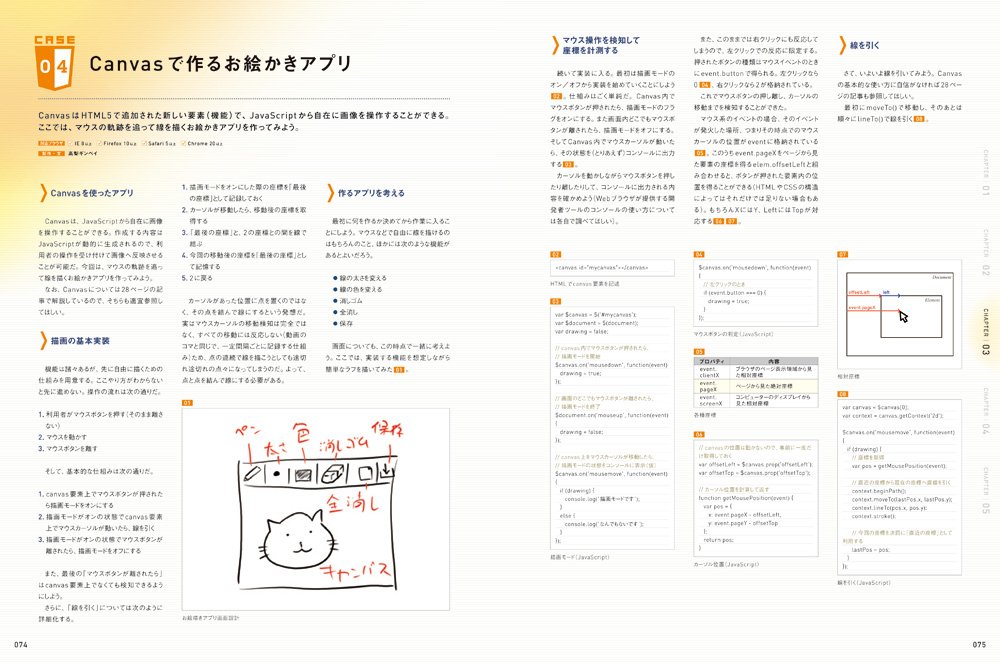 CASE
04
Canvasで作るお絵かきアプリ
CanvasはHTML5で追加された新しい要素(機能)で、JavaScriptから自在に画像を操作することができる。
ここでは、マウスの軌跡を追って線を描くお絵かきアプリを作ってみよう。
対応ブラウザ IE 9以上 Firefox 10以上 Safari 5以上 Chrome 20以上
高梨ギンペイ
Canvasを使ったアプリ
Canvasは、JavaScriptから自在に画像
を操作することができる。作成する内容は
JavaScriptが動的に生成されるので、利
用者の操作を受け付けて画像へ反映させる
ことが可能だ。今回は、マウスの軌跡を追っ
て線を描くお絵かきアプリを作ってみよう。
なお、Canvasについては28ページの記
事で解説しているので、そちらも適宜参照し
てほしい。
描画の基本実装
機能は諸々あるが、先に自由に描くための
仕組みを用意する。ここやり方がわからない
と先に進めない。操作の流れは次の通りだ。
1. 利用者がマウスボタンを押す(そのまま離さ
ない)
2. マウスを動かす
3. マウスボタンを離す
そして、基本的な仕組みは次の通りだ。
1. canvas要素上でマウスボタンが押された
ら描画モードをオンにする
2. 描画モードがオンの状態でcanvas要素
上でマウスカーソルが動いたら、線を引く
3. 描画モードがオンの状態でマウスボタンが
離されたら、描画モードをオフにする
また、最後の「マウスボタンが離されたら」
はcanvas要素上でなくても検知できるよう
にしよう。
さらに、「線を引く」については次のように
詳細化する。
1. 描画モードをオンにした際の座標を「最後
の座標」として記録しておく
2. カーソルが移動したら、移動後の座標を取
得する
3. 「最後の座標」と、2の座標との間を線で
結ぶ
4. 今回の移動後の座標を「最後の座標」とし
て記憶する
5. 2に戻る
カーソルがあった位置に点を置くのではな
く、その点を結んで線にするという発想だ。
実はマウスカーソルの移動検知は完全では
なく、すべての移動には反応しない(動画の
コマと同じで、一定間隔ごとに記録する仕組
み)ため、点の連続で線を描こうとしても途切
れ途切れの点々になってしまうのだ。よって、
点と点を結んで線にする必要がある。
作るアプリを考える
最初に何を作るか決めてから作業に入るこ
とにしよう。マウスなどで自由に線を描けるの
はもちろんのこと、ほかには次のような機能が
あるとよいだろう。
● 線の太さを変える
● 線の色を変える
● 消しゴム
● 全消し
● 保存
画面についても、この時点で一緒に考えよ
う。ここでは、実装する機能を想定しながら
簡単なラフを描いてみた 01 。
01
ペン
太さ
色
消しゴム
保存
全消し
キャンバス
お絵描きアプリ画面設計
074
マウス操作を検知して
座標を計測する
続いて実装に入る。最初は描画モードの
オン/オフから実装を始めていくことにしよう
02 。仕組みはごく単純だ。Canvas内で
マウスボタンが押されたら、描画モードのフラ
グをオンにする。また画面内どこでもマウスボ
タンが離されたら、描画モードをオフにする。
そしてCanvas内でマウスカーソルが動いた
ら、その状態を(とりあえず)コンソールに出力
する 03 。
カーソルを動かしながらマウスボタンを押し
たり離したりして、コンソールに出力される内
容を確かめよう(Webブラウザが提供する開
発者ツールのコンソールの使い方について
は各自で調べてほしい)。
また、このままでは右クリックにも反応して
しまうので、左クリックでの反応に限定する。
押されたボタンの種類はマウスイベントのとき
にevent.buttonで得られる。左クリックなら
0 04 、右クリックなら2が格納されている。
これでマウスボタンの押し離し、カーソルの
移動までを検知することができた。
マウス系のイベントの場合、そのイベント
が発火した場所、つまりその時点でのマウス
カーソルの位置がeventに格納されている
05 。このうちevent.pageXをページから見
た要素の座標を得るelem.offsetLeftと組
み合わせると、ボタンが押された要素内の位
置を得ることができる(HTMLやCSSの構造
によってはそれだけでは足りない場合もあ
る)。もちろんXにはY、LeftにはTopが対
応する 06 07 。
線を引く
さて、いよいよ線を引いてみよう。Canvas
の基本的な使い方に自信がなければ28ペー
ジの記事も参照してほしい。
最初にmoveTo()で移動し、そのあとは
順々にlineTo()で線を引く 08 。
02
<canvas id="mycanvas"></canvas>
HTMLでcanvas要素を記述
03
var $canvas = $('#mycanvas');
var $document = $(document);
var drawing = false;
// canvas内でマウスボタンが押されたら、
// 描画モードを開始
$canvas.on('mousedown', function(event)
{
drawing = true;
});
// 画面のどこでもマウスボタンが離されたら、
// 描画モードを終了
$document.on('mouseup', function(event)
{
drawing = false;
});
// canvas上をマウスカーソルが移動したら、
// 描画モードの状態をコンソールに表示(仮)
$canvas.on('mousemove', function(event)
{
if (drawing) {
console.log('描画モードです');
}
else {
console.log('なんでもないです');
}
});
描画モード(JavaScript)
04
$canvas.on('mousedown', function(event)
{
// 左クリックのとき
if (event.button === 0) {
drawing = true;
}
});
マウスボタンの判定(JavaScript)
05
プロパティ 内容
event.clientX ブラウザのページ表示領域から見た相対座標
event.pageX ページから見た絶対座標
event.screenX コンピューターのディスプレイから見た相対座標
各種座標
06
// canvasの位置は動かないので、事前に一度だ
け取得しておく
var offsetLeft = $canvas.prop('offsetLeft');
var offsetTop = $canvas.prop('offsetTop');
// カーソル位置を計算して返す
function getMousePosition(event) {
var pos = {
x: event.pageX - offsetLeft,
y: event.pageY - offsetTop
};
return pos;
}
カーソル位置(JavaScript)
07
Document
offsetLeft
left
Element
event.pageX
相対座標
08
var canvas = $canvas[0];
var context = canvas.getContext('2d');
$canvas.on('mousemove', function(event)
{
if (drawing) {
// 座標を取得
var pos = getMousePosition(event);
// 直近の座標から現在の座標へ直線を引く
context.beginPath();
context.moveTo(lastPos.x, lastPos.y);
context.lineTo(pos.x, pos.y);
context.stroke();
// 今回の座標を次回に「直近の座標」として
利用する
lastPos = pos;
}
});
線を引く(JavaScript)
CHAPTER 01
CHAPTER 02
CHAPTER 03
CHAPTER 04
CHAPTER 05
075